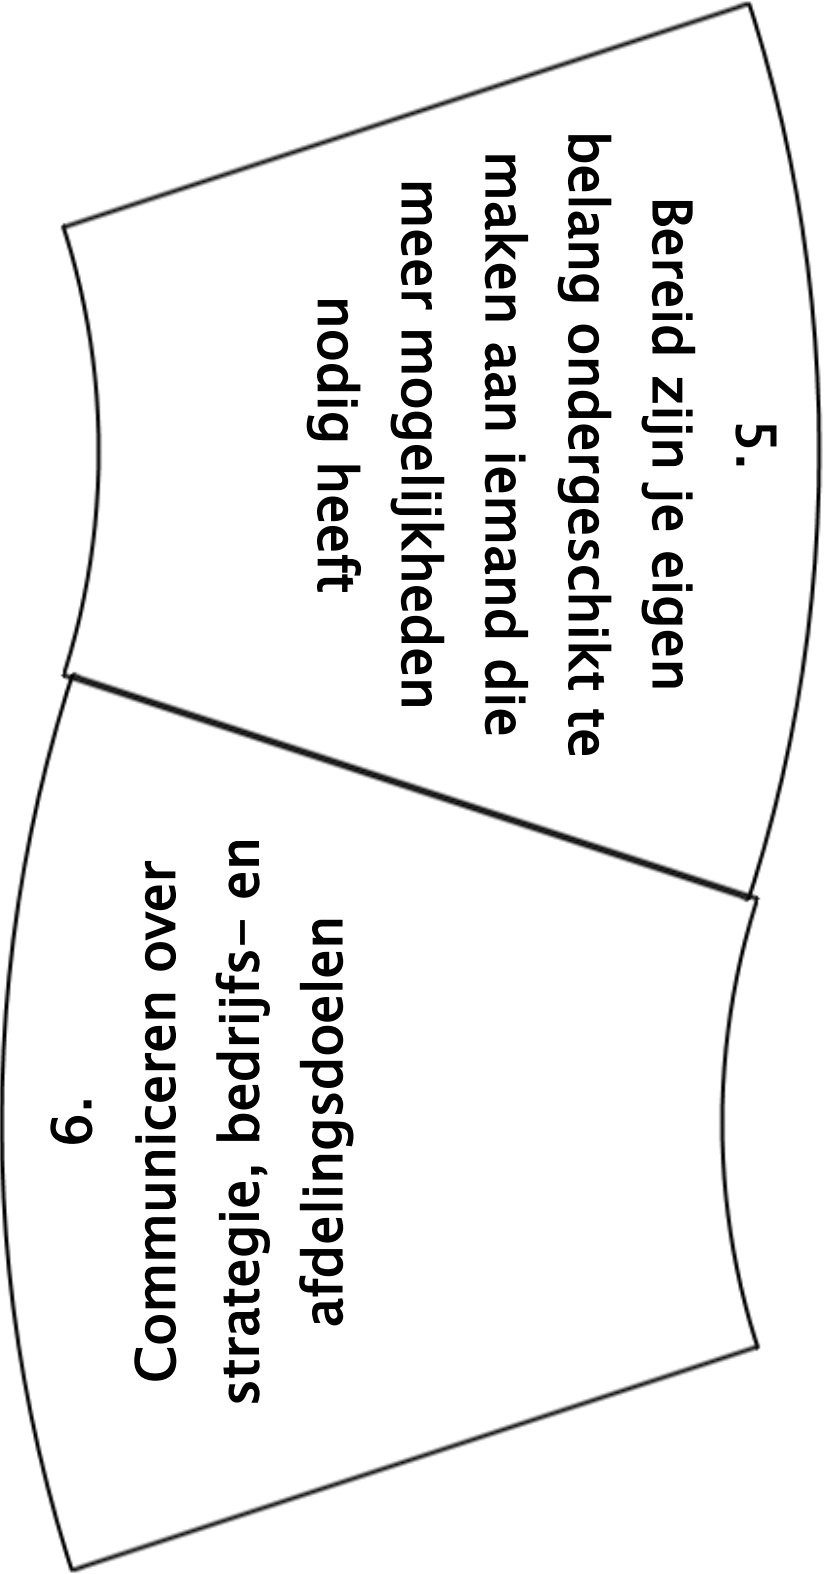 5.
Bereid zijn je eigen
belang ondergeschikt te
maken aan iemand die
meer mogelijkheden
nodig heeft
6.
Communiceren over
strategie, bedrijfs- en
afdelingsdoelen